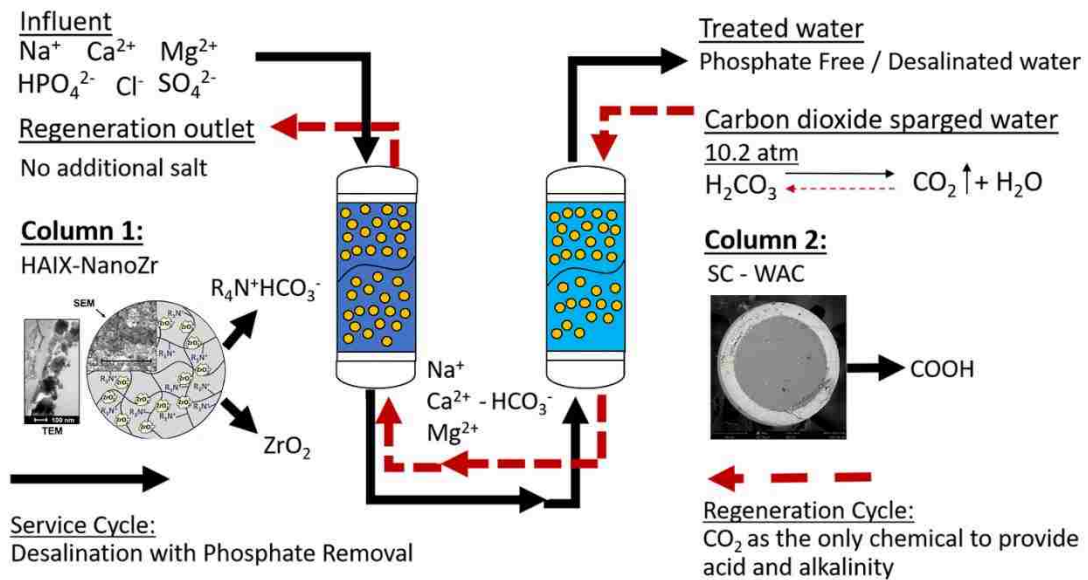 Influent
Na⁺ Ca²⁺ Mg²⁺
HPO₄²⁻ Cl⁻ SO₄²⁻
Regeneration outlet
No additional salt
Treated water
Phosphate Free / Desalinated water
Carbon dioxide sparged water
10.2 atm
H₂CO₃ CO₂ + H₂O
Column 1:
HAIX-NanoZr
SEM
R₄N⁺HCO₃⁻
100 nm
TEM
ZrO₂
Na⁺
Ca²⁺ - HCO₃⁻
Mg²⁺
Column 2:
SC - WAC
COOH
Service Cycle:
Desalination with Phosphate Removal
Regeneration Cycle:
CO₂ as the only chemical to provide
acid and alkalinity